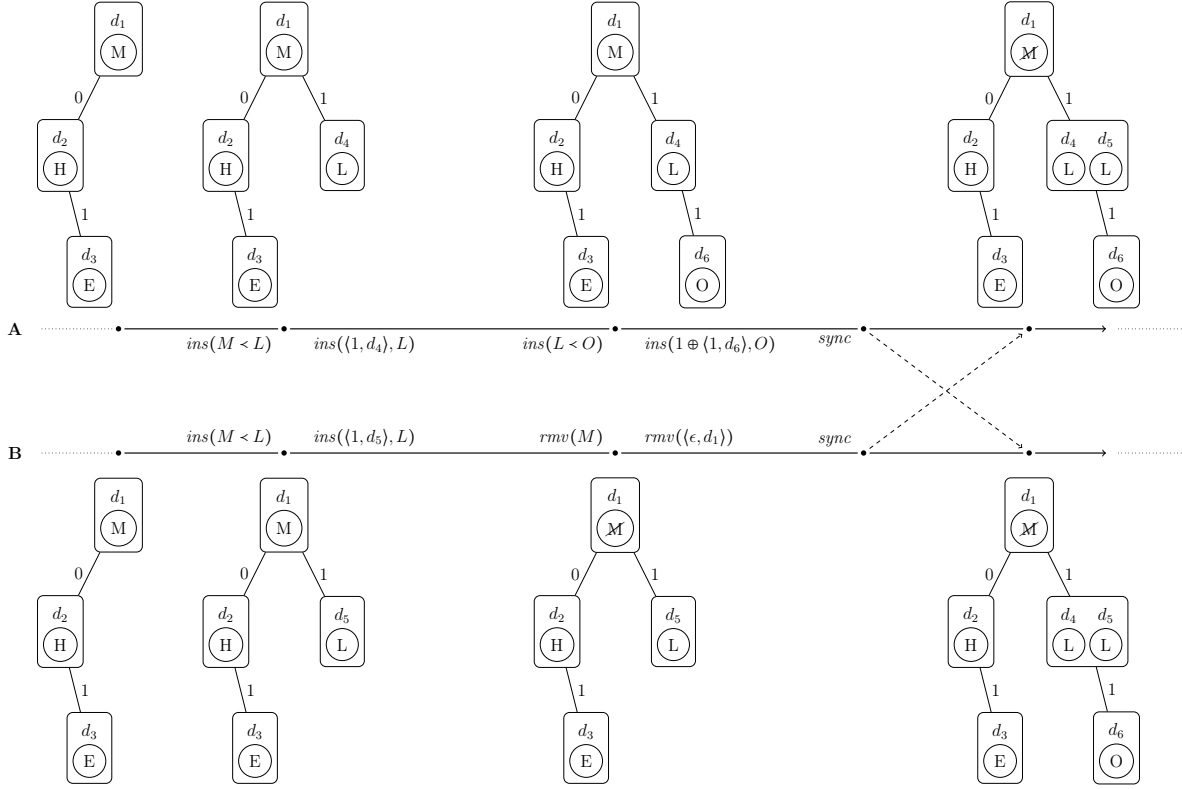 d₁ d₁ d₁ d₁
M M M M
0 0 1 0 1 0 1
d₂ d₂ d₄ d₂ d₄ d₂ d₄ d₅
H H L H L H L L
1 1 1 1 1 1
d₃ d₃ d₃ d₆ d₃ d₆
E E E O E O
A
ins(M < L) ins(⟨1, d₄⟩, L) ins(L < O) ins(1 ⊕ ⟨1, d₆⟩, O) sync
ins(M < L) ins(⟨1, d₅⟩, L) rmv(M) rmv(⟨ϵ, d₁⟩) sync
B
d₁ d₁ d₁ d₁
M M M M
0 0 1 0 1 0 1
d₂ d₂ d₅ d₂ d₅ d₂ d₄ d₅
H H L H L H L L
1 1 1 1 1
d₃ d₃ d₃ d₃ d₆
E E E E O